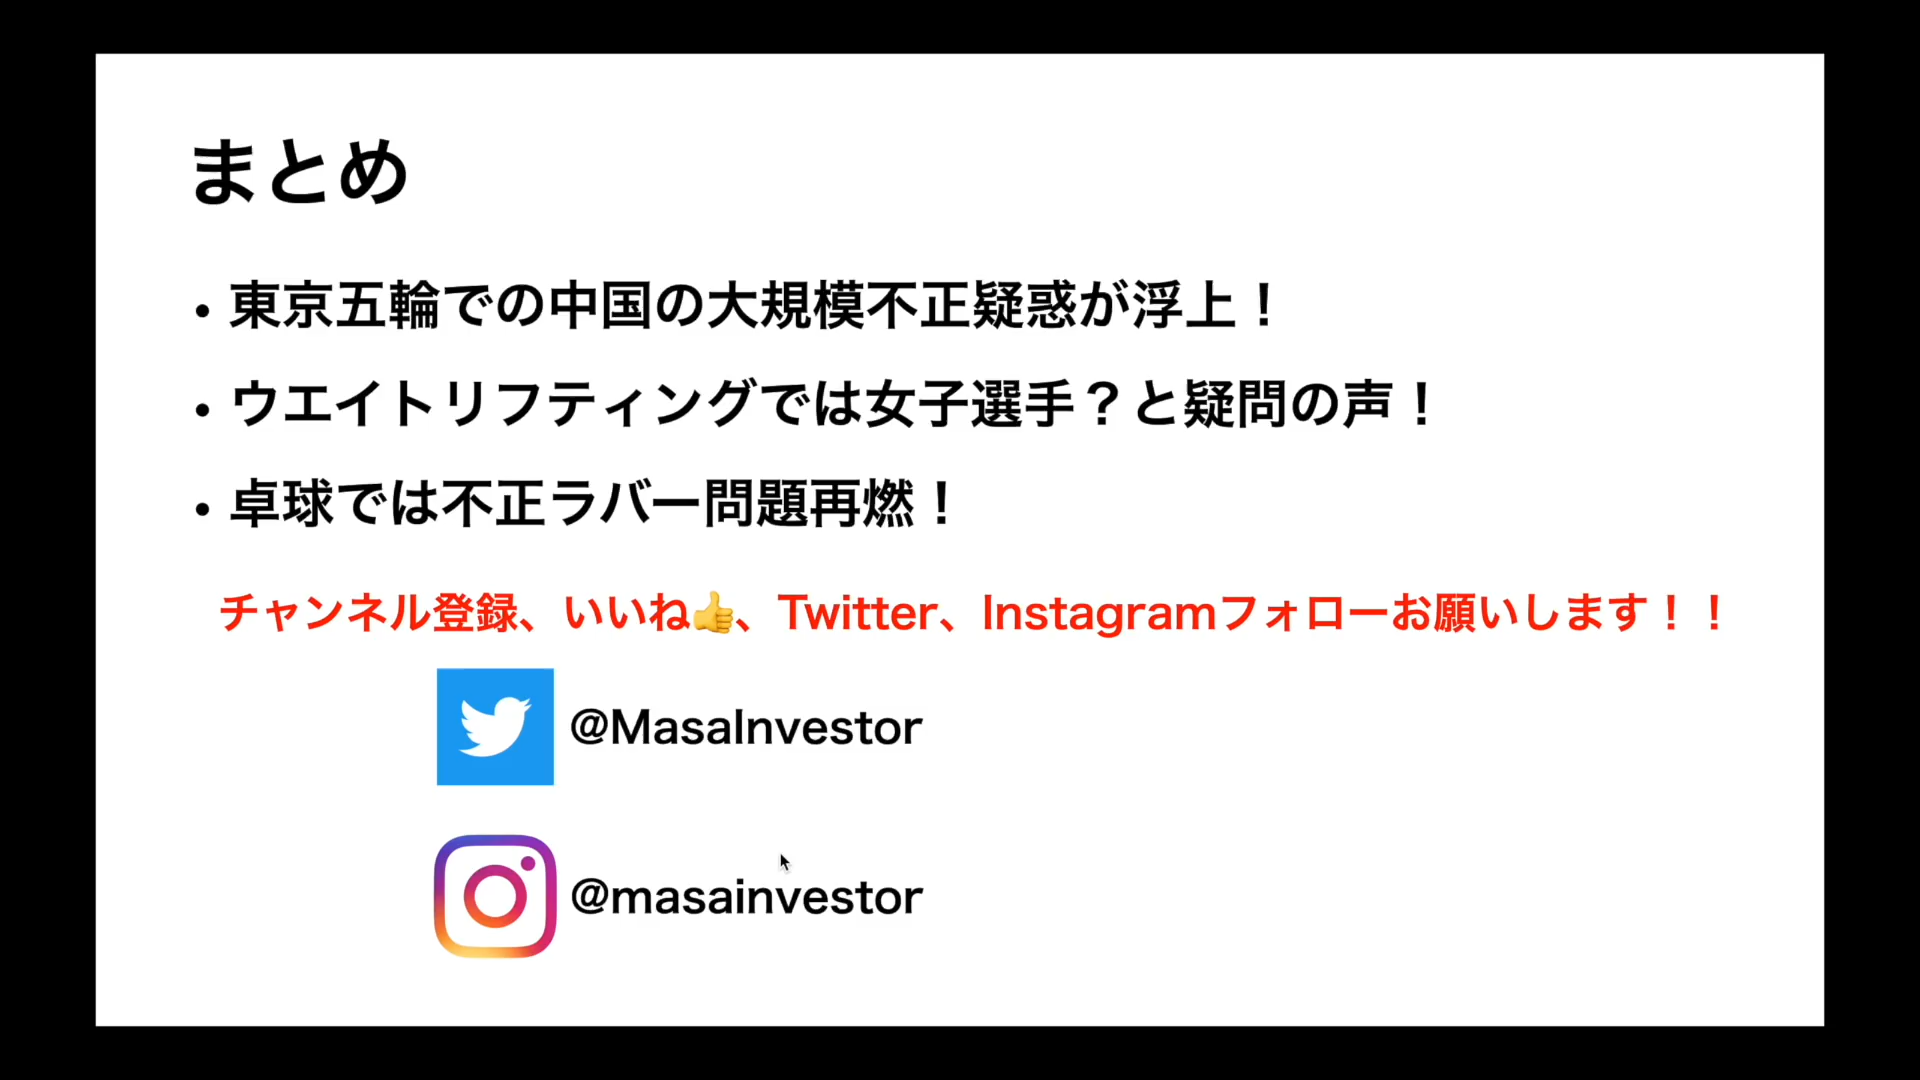 まとめ
• 東京五輪での中国の大規模不正疑惑が浮上！
• ウエイトリフティングでは女子選手？と疑問の声！
• 卓球では不正ラバー問題再燃！
チャンネル登録、いいね👍、Twitter、Instagramフォローお願いします！！
@MasaInvestor
@masainvestor